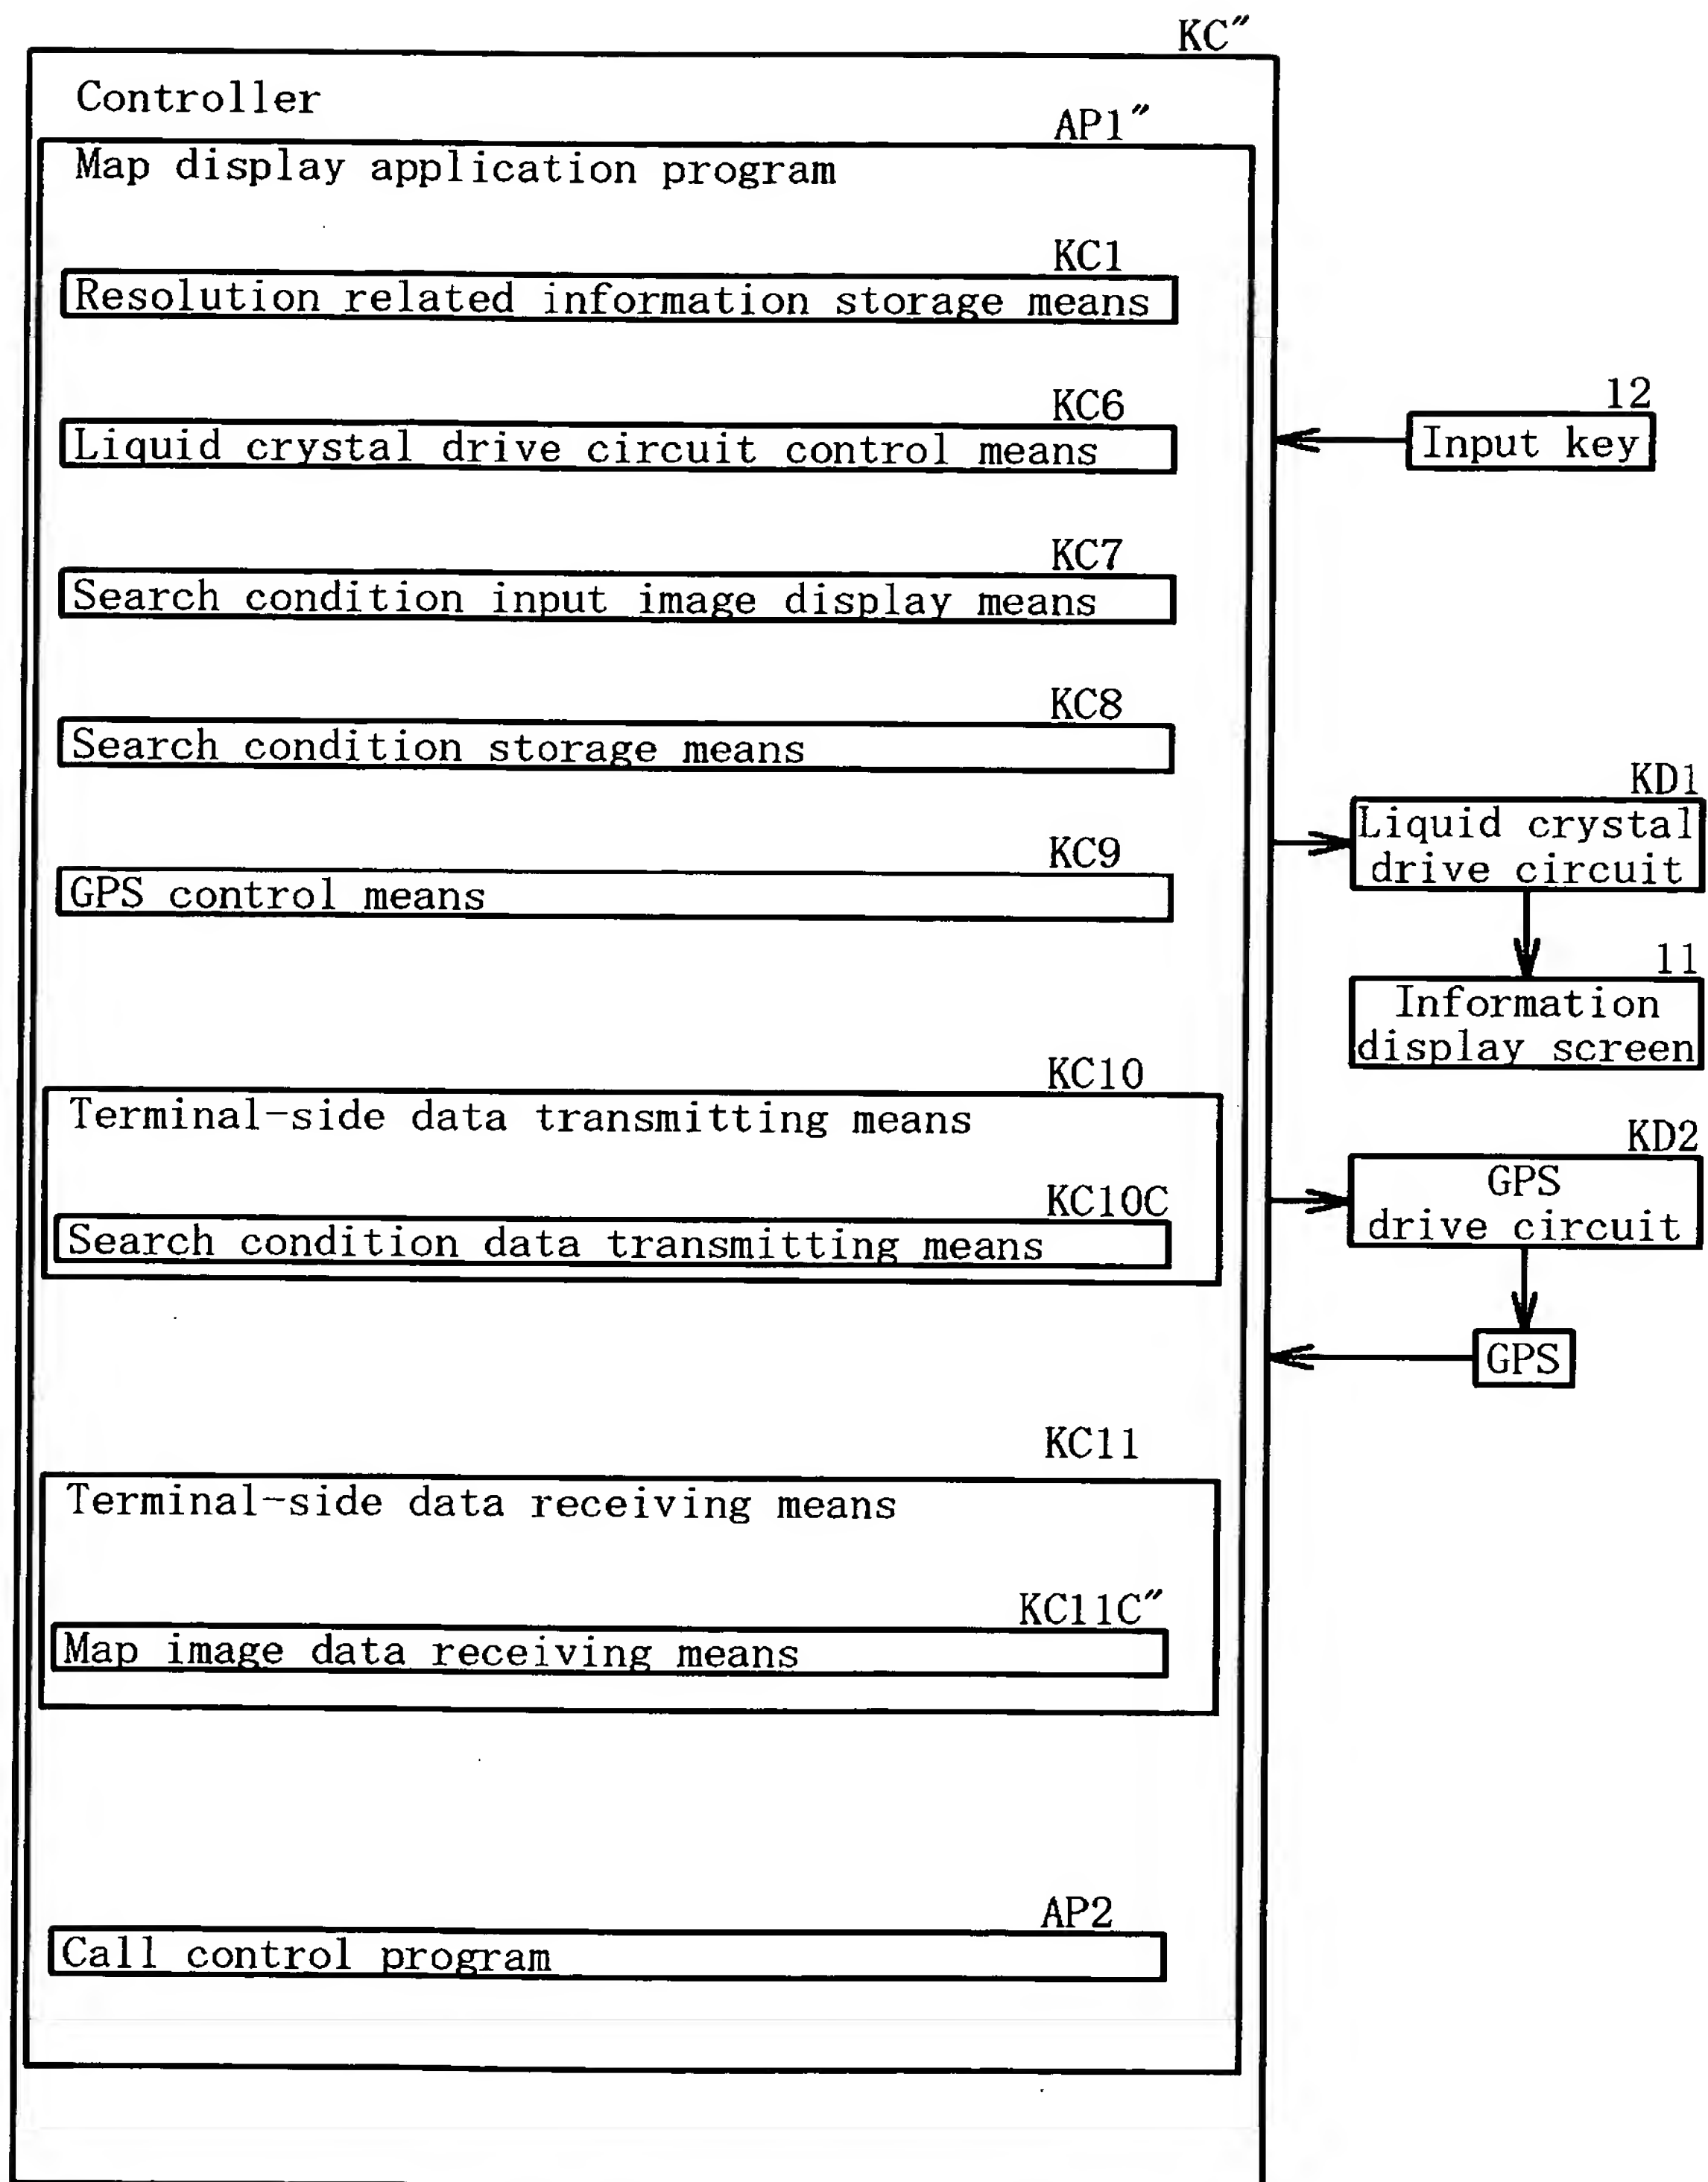 KC″
Controller
AP1″
Map display application program
KC1
Resolution related information storage means
KC6
Liquid crystal drive circuit control means
12
Input key
KC7
Search condition input image display means
KC8
Search condition storage means
KD1
Liquid crystal
drive circuit
KC9
GPS control means
11
Information
display screen
KC10
Terminal-side data transmitting means
KD2
GPS
drive circuit
KC10C
Search condition data transmitting means
GPS
KC11
Terminal-side data receiving means
KC11C″
Map image data receiving means
AP2
Call control program